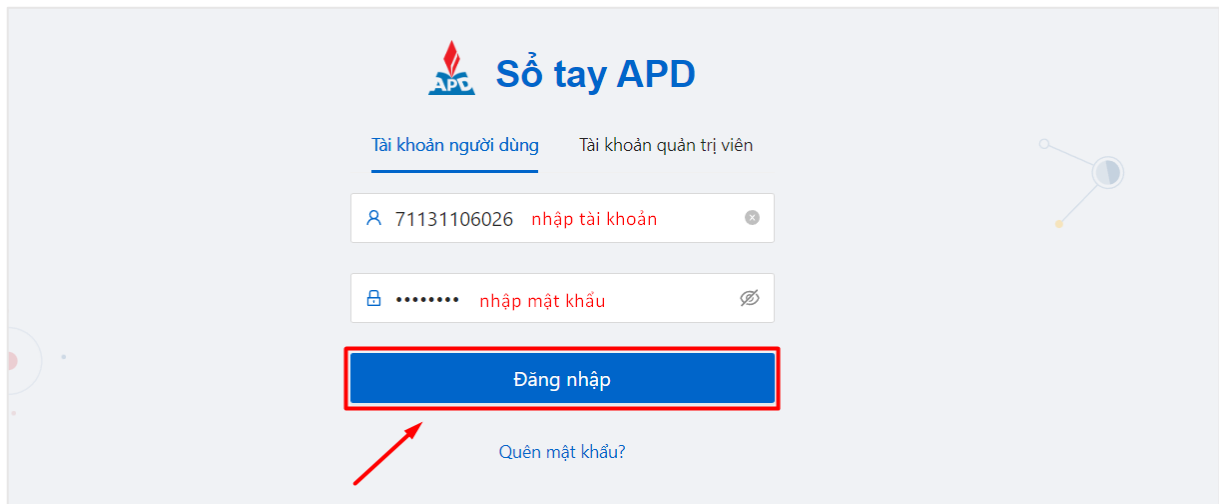 APD Sổ tay APD
Tài khoản người dùng Tài khoản quản trị viên
71131106026 nhập tài khoản
•••••••• nhập mật khẩu
Đăng nhập
Quên mật khẩu?